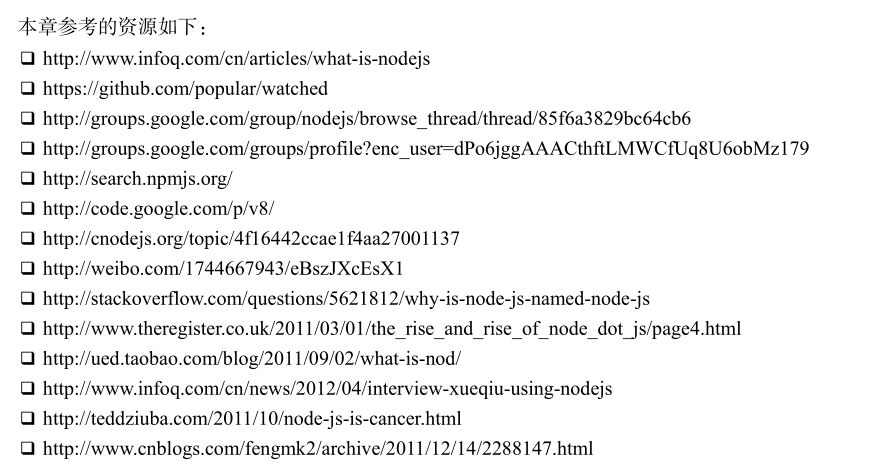 本章参考的资源如下：
❑ http://www.infoq.com/cn/articles/what-is-nodejs
❑ https://github.com/popular/watched
❑ http://groups.google.com/group/nodejs/browse_thread/thread/85f6a3829bc64cb6
❑ http://groups.google.com/groups/profile?enc_user=dPo6jggAAACthftLMWCfUq8U6obMz179
❑ http://search.npmjs.org/
❑ http://code.google.com/p/v8/
❑ http://cnodejs.org/topic/4f16442ccae1f4aa27001137
❑ http://weibo.com/1744667943/eBszJXcEsX1
❑ http://stackoverflow.com/questions/5621812/why-is-node-js-named-node-js
❑ http://www.theregister.co.uk/2011/03/01/the_rise_and_rise_of_node_dot_js/page4.html
❑ http://ued.taobao.com/blog/2011/09/02/what-is-nod/
❑ http://www.infoq.com/cn/news/2012/04/interview-xueqiu-using-nodejs
❑ http://teddziuba.com/2011/10/node-js-is-cancer.html
❑ http://www.cnblogs.com/fengmk2/archive/2011/12/14/2288147.html